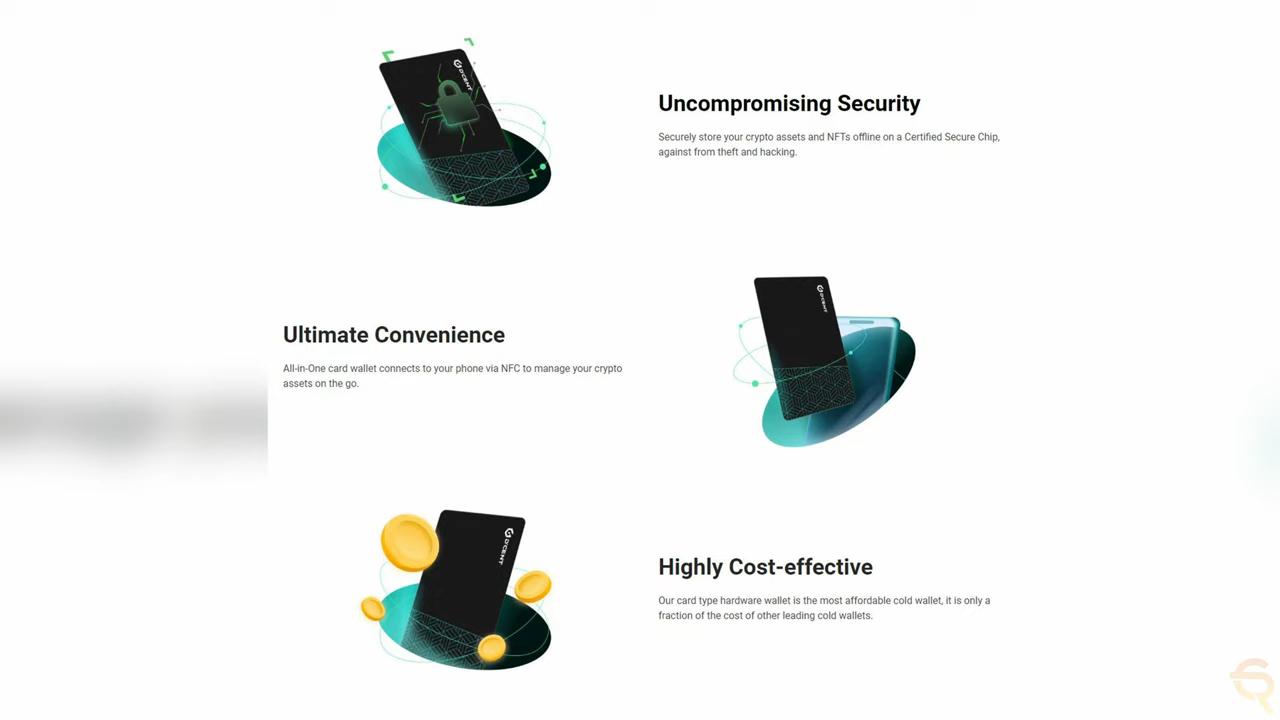 D'CENT
Uncompromising Security
Securely store your crypto assets and NFTs offline on a Certified Secure Chip,
against from theft and hacking.
Ultimate Convenience
All-in-One card wallet connects to your phone via NFC to manage your crypto
assets on the go.
D'CENT
D'CENT
Highly Cost-effective
Our card type hardware wallet is the most affordable cold wallet, it is only a
fraction of the cost of other leading cold wallets.